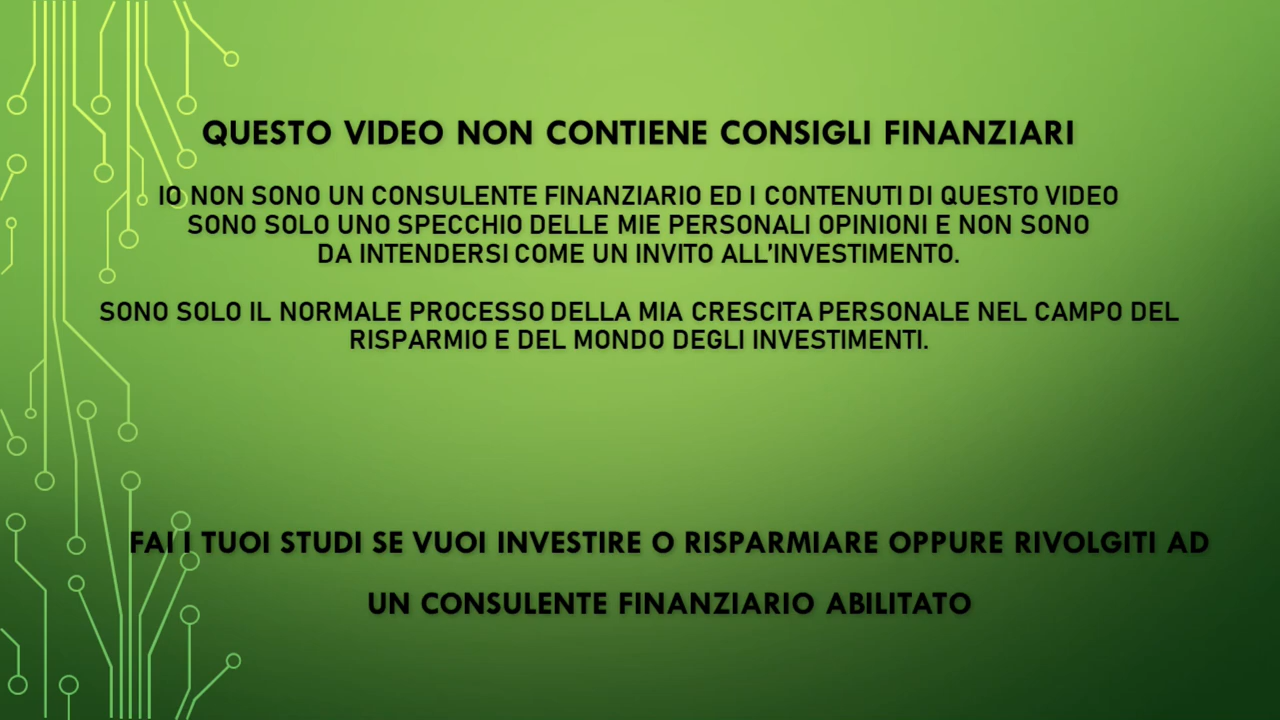 QUESTO VIDEO NON CONTIENE CONSIGLI FINANZIARI
IO NON SONO UN CONSULENTE FINANZIARIO ED I CONTENUTI DI QUESTO VIDEO
SONO SOLO UNO SPECCHIO DELLE MIE PERSONALI OPINIONI E NON SONO
DA INTENDERSI COME UN INVITO ALL'INVESTIMENTO.
SONO SOLO IL NORMALE PROCESSO DELLA MIA CRESCITA PERSONALE NEL CAMPO DEL
RISPARMIO E DEL MONDO DEGLI INVESTIMENTI.
FAI I TUOI STUDI SE VUOI INVESTIRE O RISPARMIARE OPPURE RIVOLGITI AD
UN CONSULENTE FINANZIARIO ABILITATO